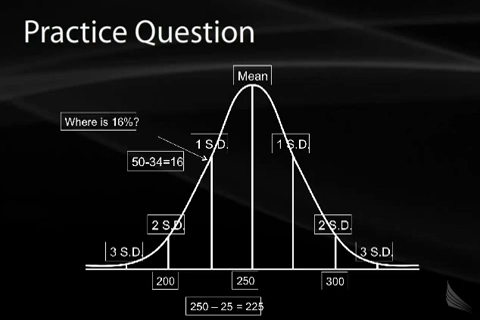 Practice Question
Mean
Where is 16%?
1 S.D.
1 S.D.
50-34=16
2 S.D.
2 S.D.
3 S.D.
3 S.D.
200
250
300
250 – 25 = 225